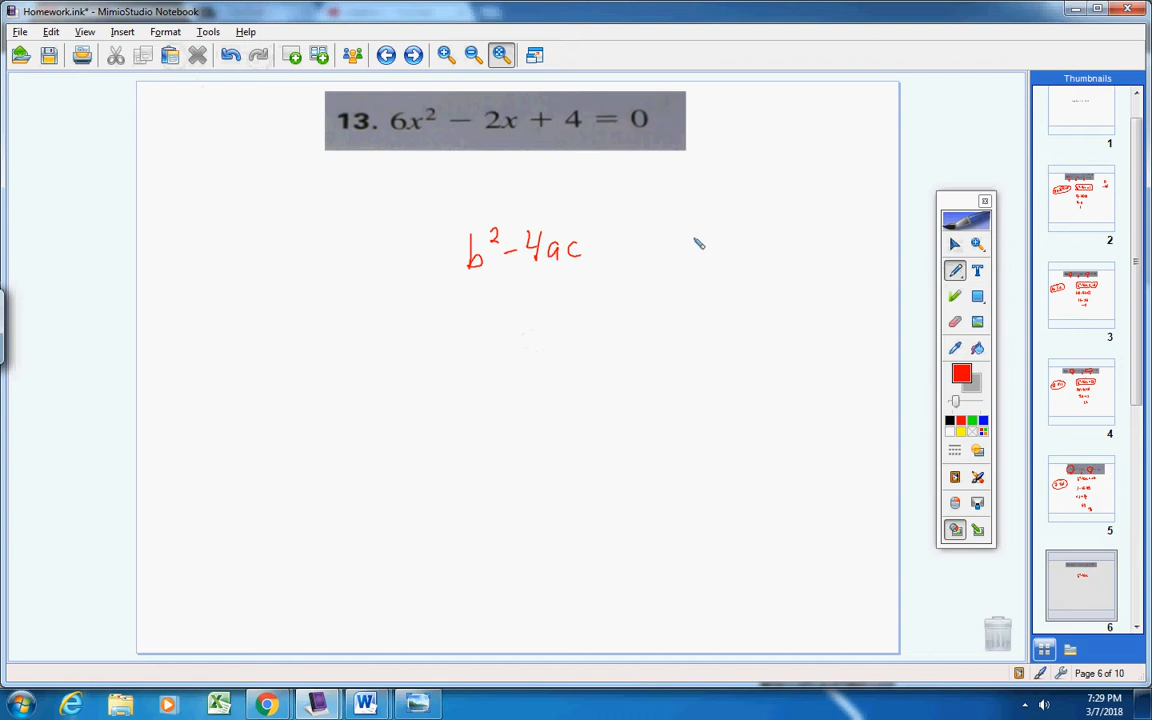 Homework.ink* - MimioStudio Notebook
File Edit View Insert Format Tools Help
Thumbnails
13. 6x² − 2x + 4 = 0
b² - 4ac
1
2
3
4
5
6
Page 6 of 10
7:29 PM
3/7/2018